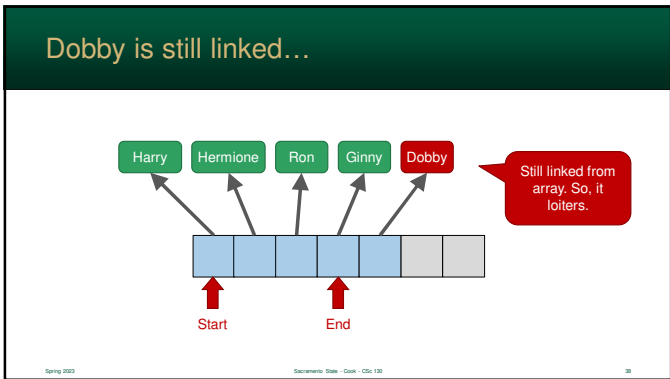 Dobby is still linked…
Harry Hermione Ron Ginny Dobby
Still linked from
array. So, it
loiters.
Start End
Spring 2023 Sacramento State - Cook - CSc 130 38